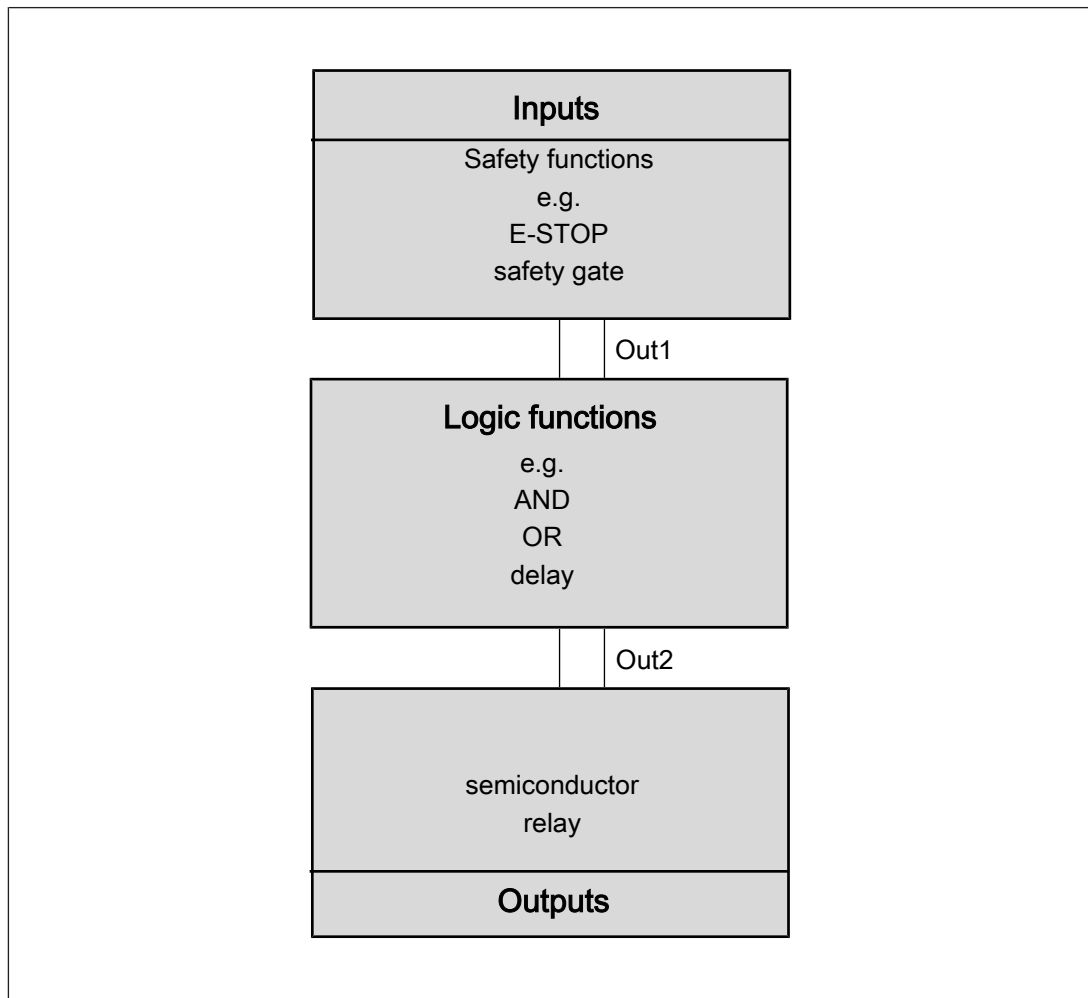 Inputs
Safety functions
e.g.
E-STOP
safety gate
Out1
Logic functions
e.g.
AND
OR
delay
Out2
semiconductor
relay
Outputs